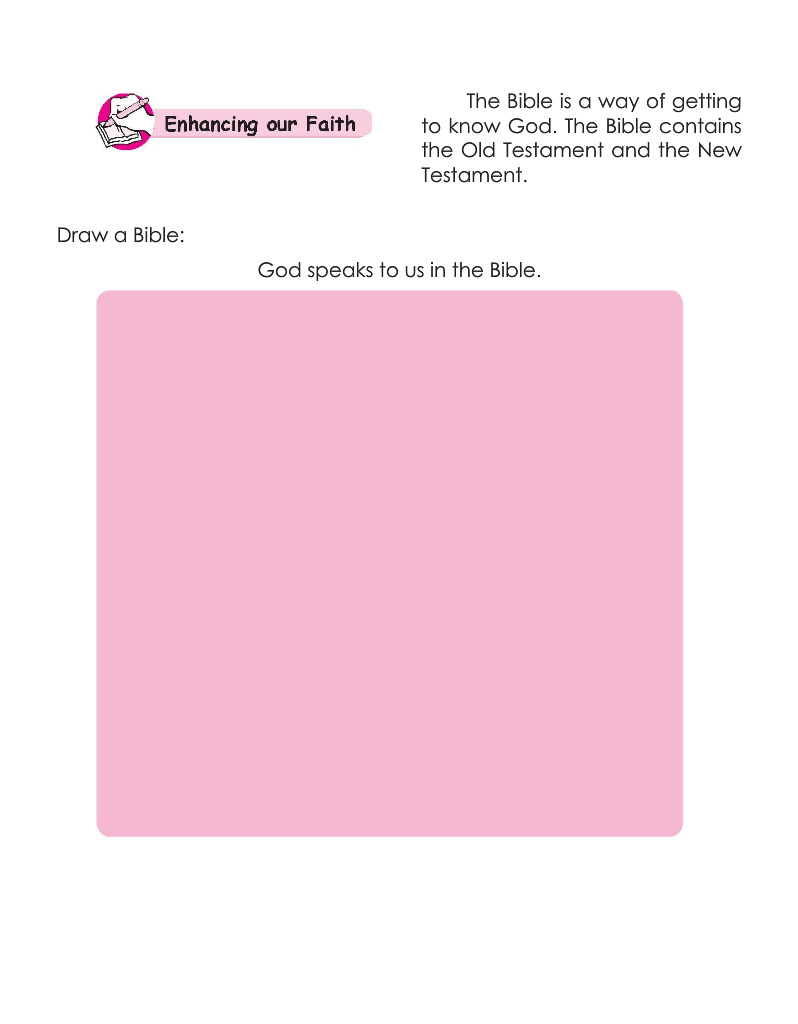 Enhancing our Faith
The Bible is a way of getting
to know God. The Bible contains
the Old Testament and the New
Testament.
Draw a Bible:
God speaks to us in the Bible.